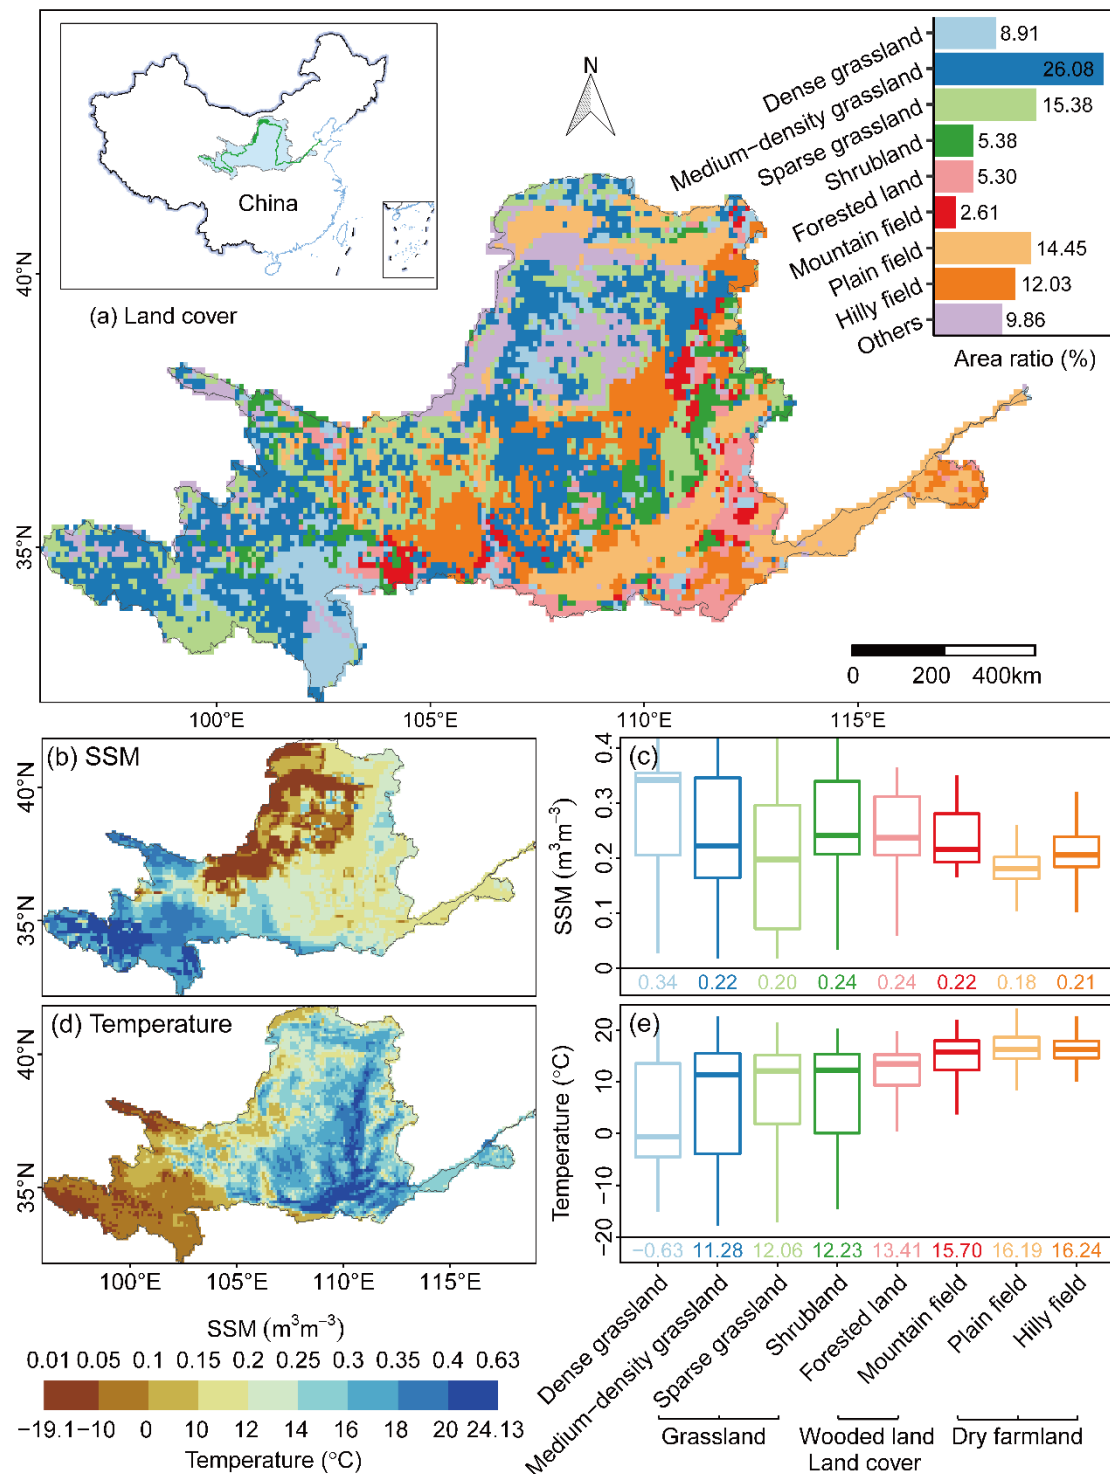 China
(a) Land cover
N
Dense grassland
8.91
Medium−density grassland
26.08
Sparse grassland
15.38
Shrubland
5.38
Forested land
5.30
Mountain field
2.61
Plain field
14.45
Hilly field
12.03
Others
9.86
Area ratio (%)
40°N
35°N
0 200 400km
100°E 105°E 110°E 115°E
(b) SSM
40°N
35°N
(c)
SSM (m³m⁻³)
0.4
0.3
0.2
0.1
0
0.34 0.22 0.20 0.24 0.24 0.22 0.18 0.21
(d) Temperature
40°N
35°N
100°E 105°E 110°E 115°E
(e)
Temperature (°C)
20
10
0
−10
−20
−0.63 11.28 12.06 12.23 13.41 15.70 16.19 16.24
Dense grassland
Medium−density grassland
Sparse grassland
Shrubland
Forested land
Mountain field
Plain field
Hilly field
Grassland Wooded land Dry farmland
Land cover
SSM (m³m⁻³)
0.01 0.05 0.1 0.15 0.2 0.25 0.3 0.35 0.4 0.63
−19.1 −10 0 10 12 14 16 18 20 24.13
Temperature (°C)